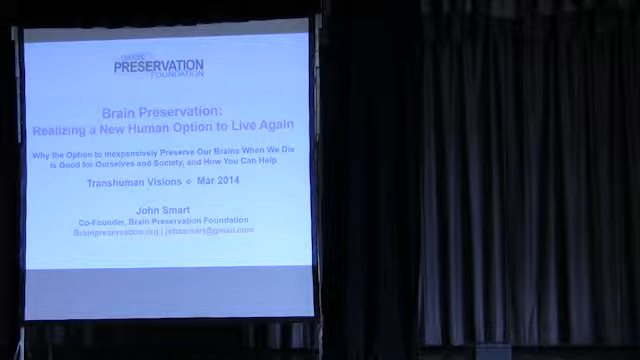 PRESERVATION
FOUNDATION
Brain Preservation:
Realizing a New Human Option to Live Again
Why the Option to Inexpensively Preserve Our Brains When We Die
is Good for Ourselves and Society, and How You Can Help
Transhuman Visions ÷ Mar 2014
John Smart
Co-Founder, Brain Preservation Foundation
Brainpreservation.org | johnsmart@gmail.com